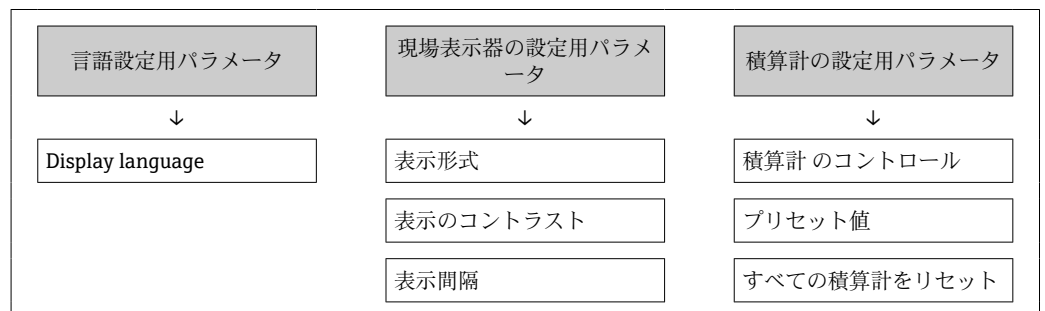 言語設定用パラメータ
↓
Display language
現場表示器の設定用パラメ
ータ
↓
表示形式
表示のコントラスト
表示間隔
積算計の設定用パラメータ
↓
積算計 のコントロール
プリセット値
すべての積算計をリセット